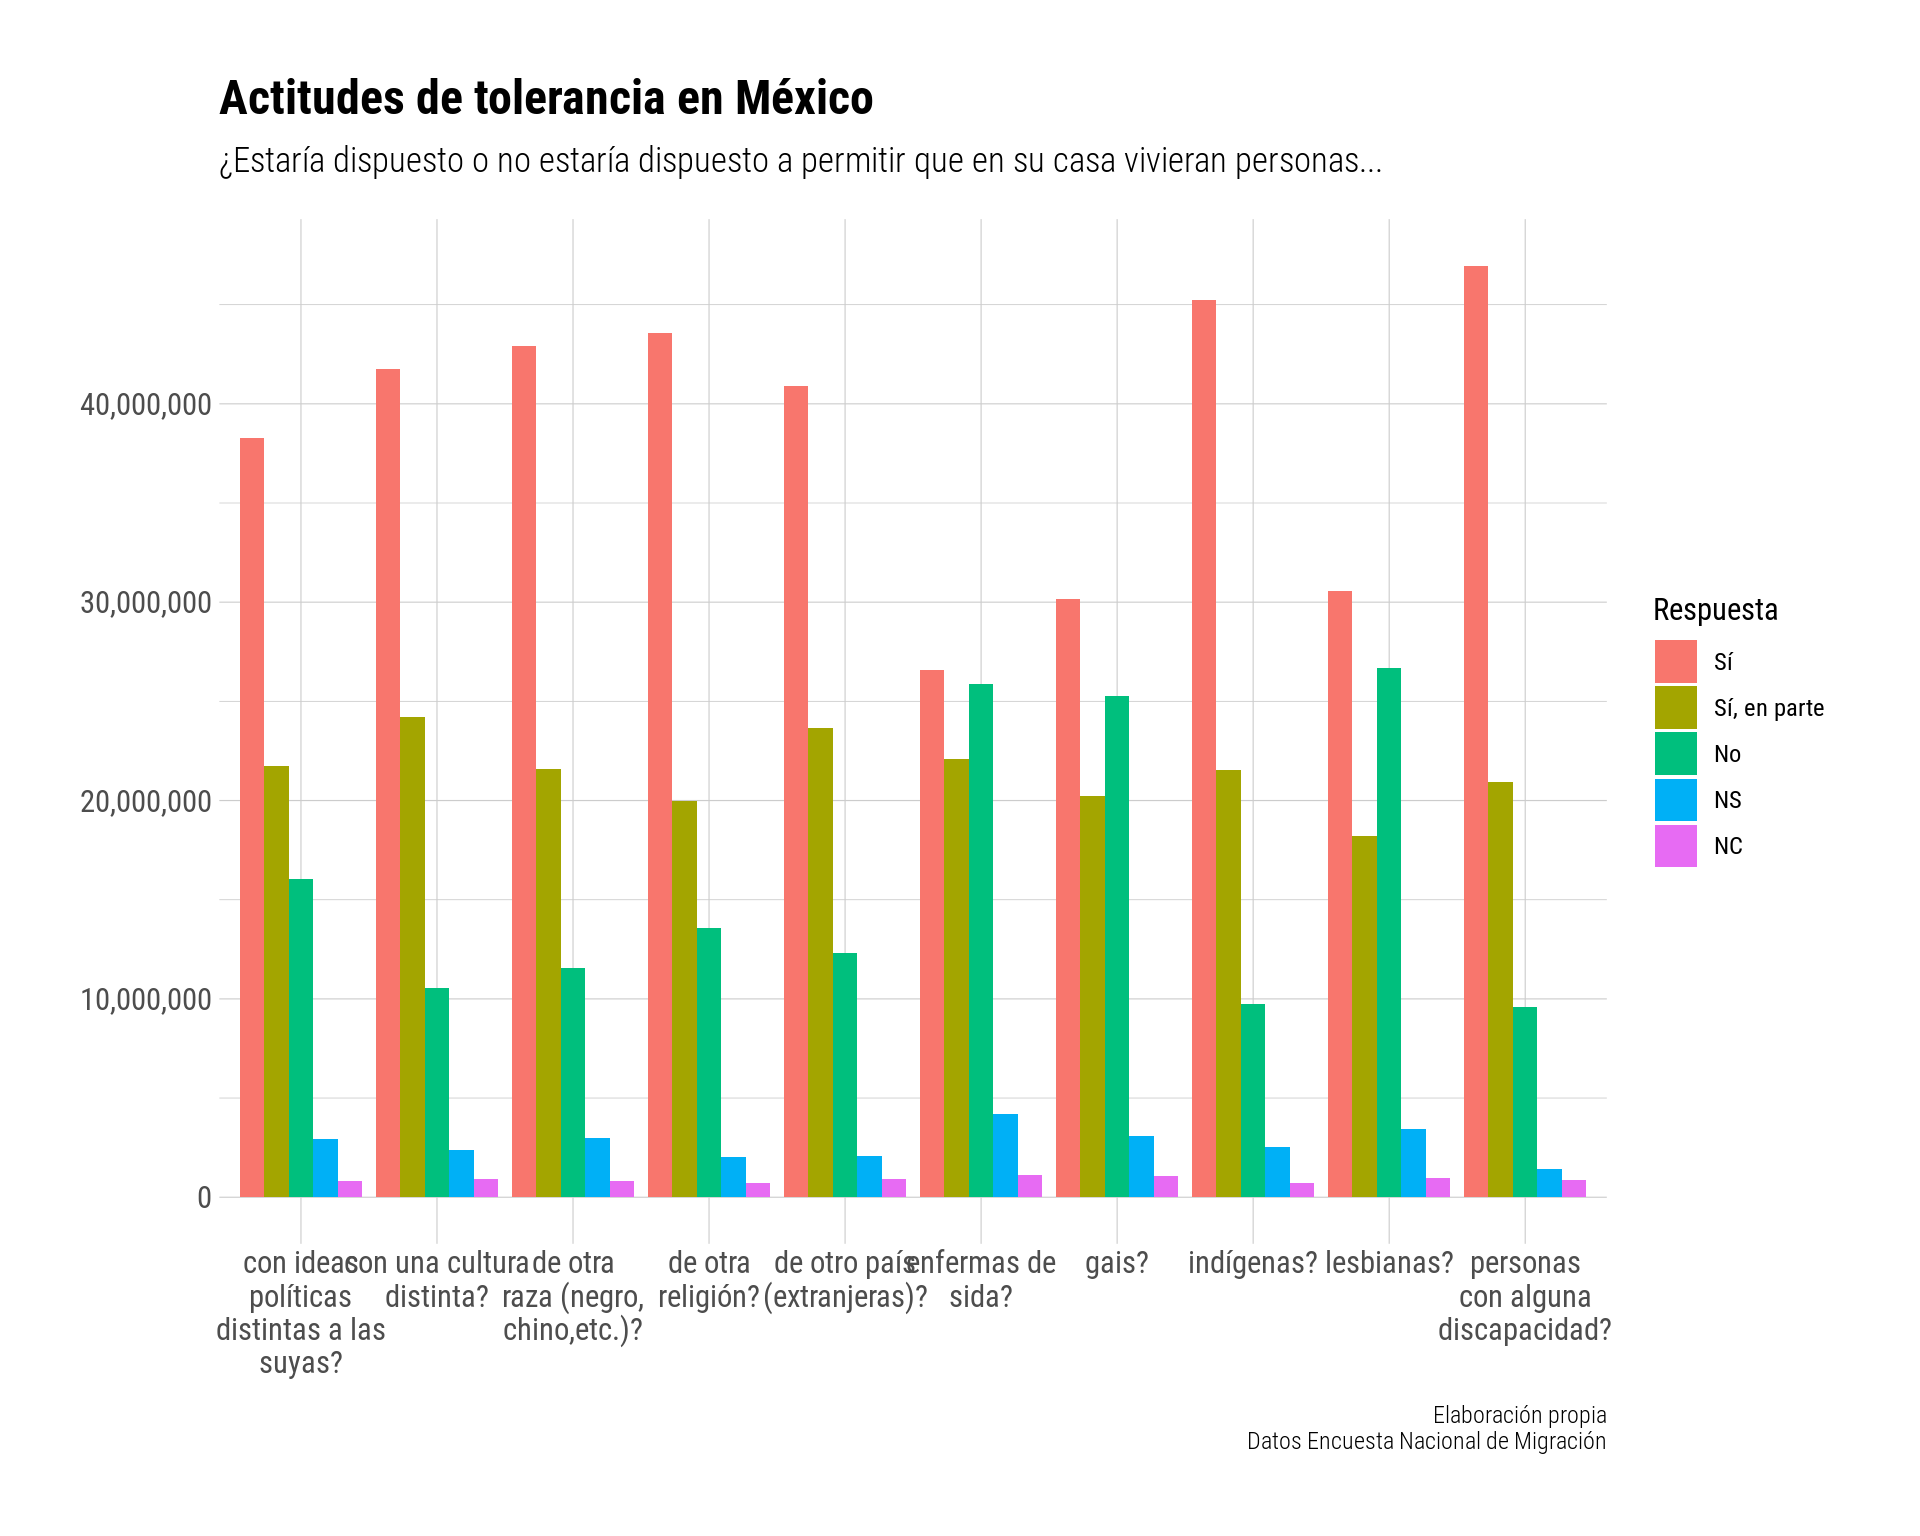 Actitudes de tolerancia en México
¿Estaría dispuesto o no estaría dispuesto a permitir que en su casa vivieran personas...
40,000,000
30,000,000
20,000,000
10,000,000
0
con ideas
políticas
distintas a las
suyas?
con una cultura
distinta?
de otra
raza (negro,
chino,etc.)?
de otra
religión?
de otro país
(extranjeras)?
enfermas de
sida?
gais?
indígenas?
lesbianas?
personas
con alguna
discapacidad?
Respuesta
Sí
Sí, en parte
No
NS
NC
Elaboración propia
Datos Encuesta Nacional de Migración